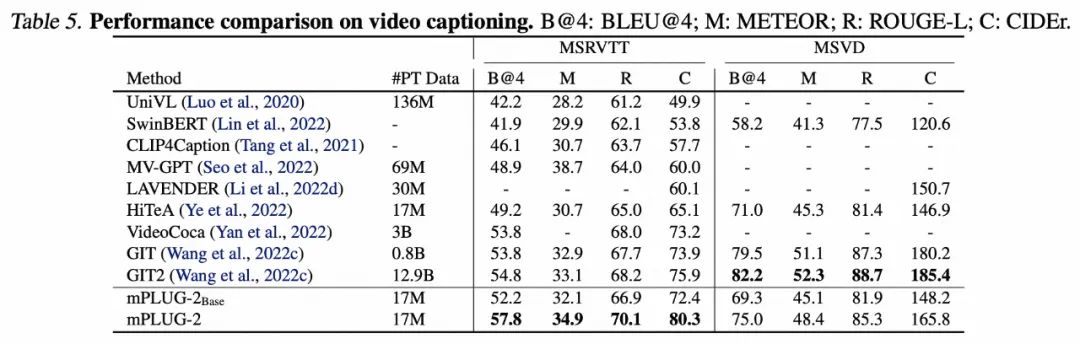 Table 5. Performance comparison on video captioning. B@4: BLEU@4; M: METEOR; R: ROUGE-L; C: CIDEr.
MSRVTT MSVD
Method #PT Data B@4 M R C B@4 M R C
UniVL (Luo et al., 2020) 136M 42.2 28.2 61.2 49.9 - - - -
SwinBERT (Lin et al., 2022) - 41.9 29.9 62.1 53.8 58.2 41.3 77.5 120.6
CLIP4Caption (Tang et al., 2021) - 46.1 30.7 63.7 57.7 - - - -
MV-GPT (Seo et al., 2022) 69M 48.9 38.7 64.0 60.0 - - - -
LAVENDER (Li et al., 2022d) 30M - - - 60.1 - - - 150.7
HiTeA (Ye et al., 2022) 17M 49.2 30.7 65.0 65.1 71.0 45.3 81.4 146.9
VideoCoca (Yan et al., 2022) 3B 53.8 - 68.0 73.2 - - - -
GIT (Wang et al., 2022c) 0.8B 53.8 32.9 67.7 73.9 79.5 51.1 87.3 180.2
GIT2 (Wang et al., 2022c) 12.9B 54.8 33.1 68.2 75.9 82.2 52.3 88.7 185.4
mPLUG-2Base 17M 52.2 32.1 66.9 72.4 69.3 45.1 81.9 148.2
mPLUG-2 17M 57.8 34.9 70.1 80.3 75.0 48.4 85.3 165.8